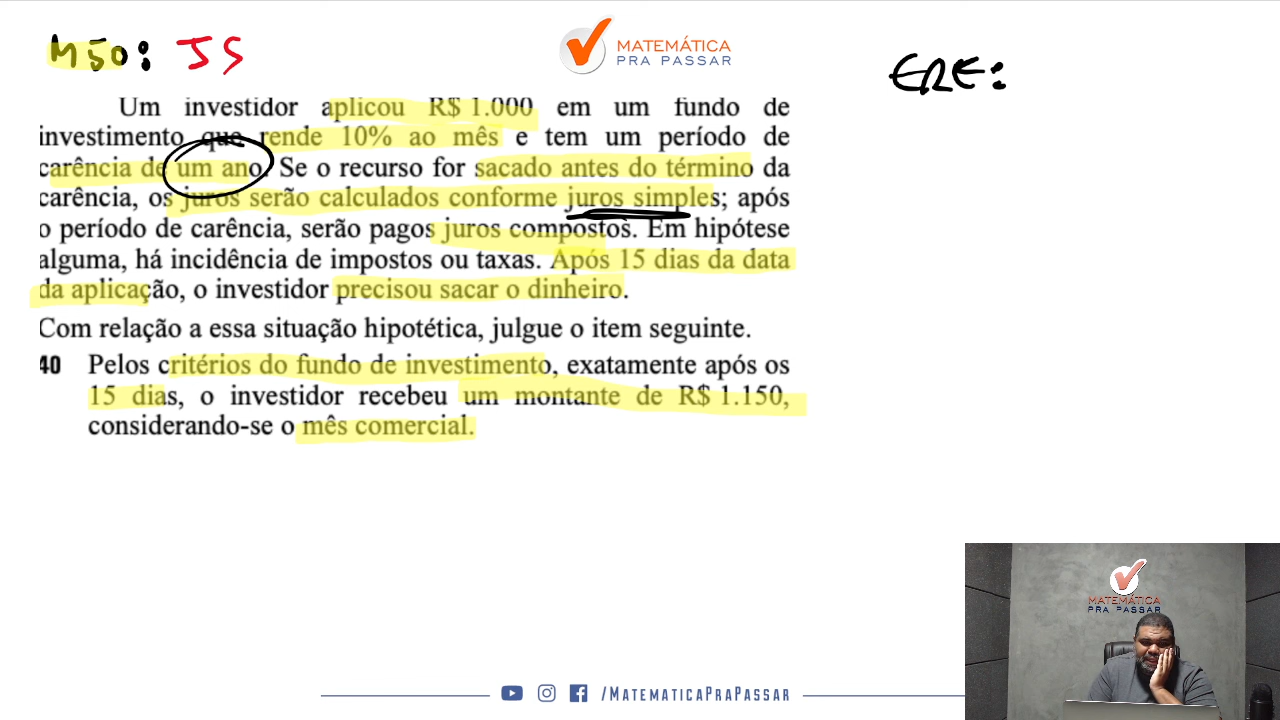 M50: JS
MATEMÁTICA
PRA PASSAR
ERE:
Um investidor aplicou R$ 1.000 em um fundo de
investimento que rende 10% ao mês e tem um período de
carência de um ano. Se o recurso for sacado antes do término da
carência, os juros serão calculados conforme juros simples; após
o período de carência, serão pagos juros compostos. Em hipótese
alguma, há incidência de impostos ou taxas. Após 15 dias da data
da aplicação, o investidor precisou sacar o dinheiro.
Com relação a essa situação hipotética, julgue o item seguinte.
40 Pelos critérios do fundo de investimento, exatamente após os
15 dias, o investidor recebeu um montante de R$ 1.150,
considerando-se o mês comercial.
MATEMÁTICA
PRA PASSAR
/MATEMATICAPRAPASSAR